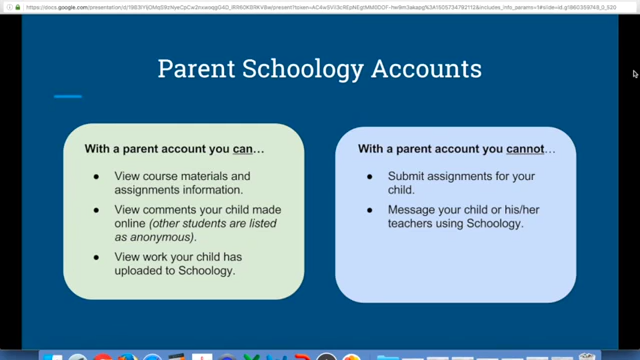 Parent Schoology Accounts
With a parent account you can…
● View course materials and
assignments information.
● View comments your child made
online (other students are listed
as anonymous).
● View work your child has
uploaded to Schoology.
With a parent account you cannot…
● Submit assignments for your
child.
● Message your child or his/her
teachers using Schoology.